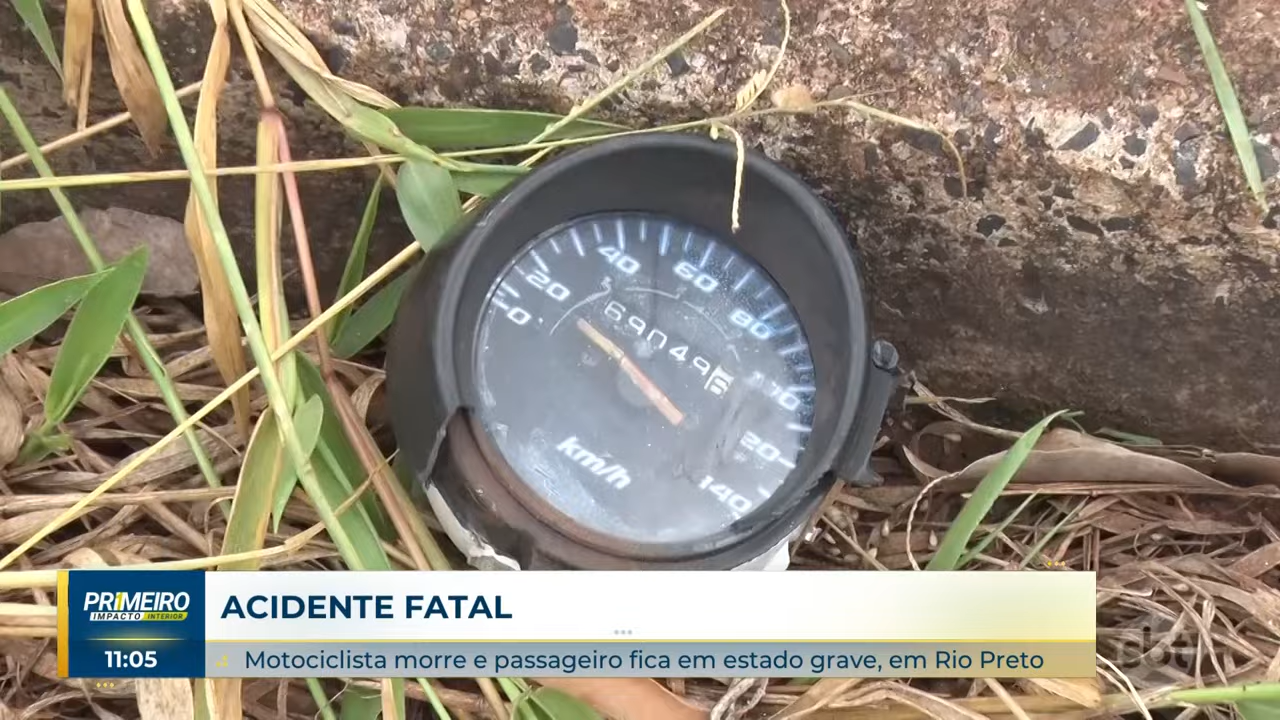 0
20
40
60
80
100
120
140
69049
km/h
PRIMEIRO
IMPACTO INTERIOR
11:05
ACIDENTE FATAL
Motociclista morre e passageiro fica em estado grave, em Rio Preto